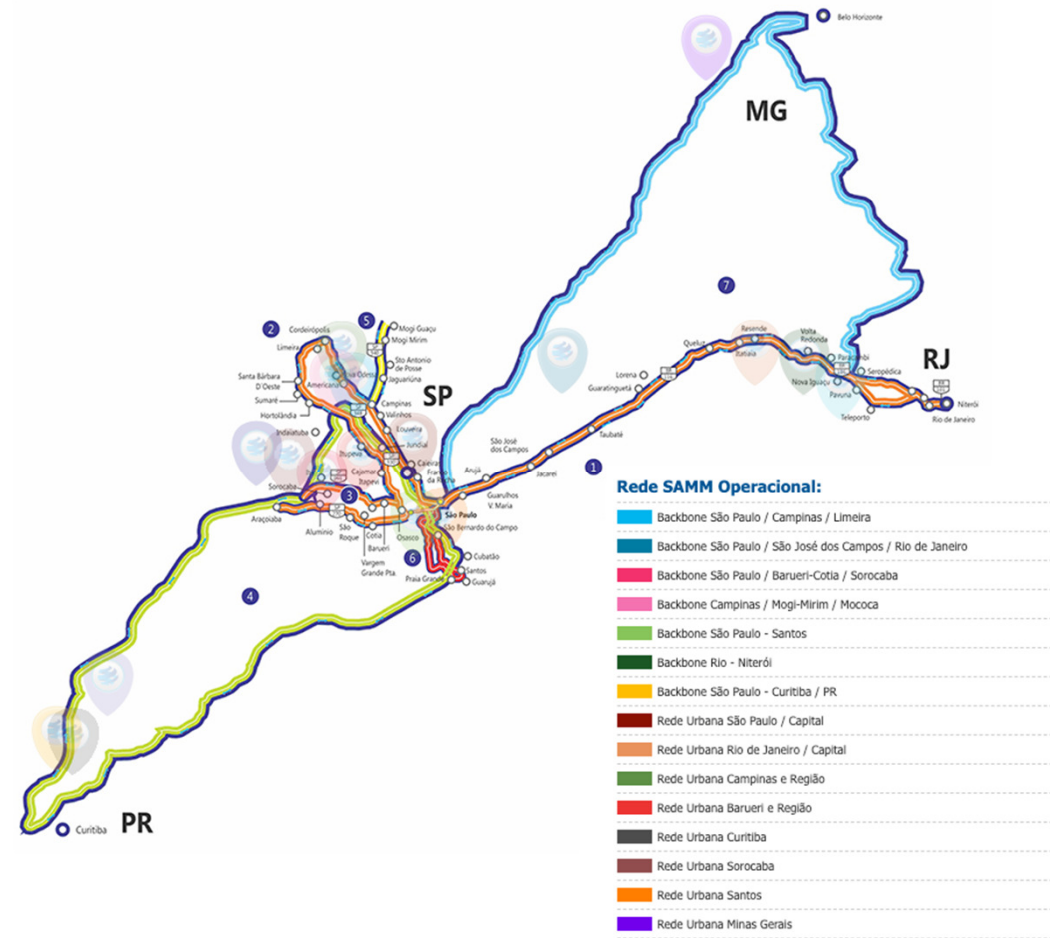 Belo Horizonte
MG
7
RJ
Resende
Itatiaia
Queluz
Volta
Redonda
Seropédica
Nova Iguaçu
Pavuna
Teleporto
Niterói
Rio de Janeiro
Lorena
Guaratinguetá
Taubaté
São José
dos Campos
Jacareí
1
Arujá
Guarulhos
V. Maria
SP
5
Mogi Guaçu
Mogi Mirim
Sto Antonio
de Posse
Jaguariúna
2
Cordeirópolis
Limeira
Santa Bárbara
D'Oeste
Americana
Sumaré
Hortolândia
Campinas
Valinhos
Louveira
Jundiaí
Indaiatuba
Itupeva
Cajamar
Itapevi
Caieiras
da Rocha
Sorocaba
3
Araçoiaba
Alumínio
São
Roque
Cotia
Barueri
Vargem
Grande Pta.
Osasco
São Paulo
São Bernardo do Campo
6
Cubatão
Santos
Praia Grande
Guarujá
4
Curitiba
PR
Rede SAMM Operacional:
Backbone São Paulo / Campinas / Limeira
Backbone São Paulo / São José dos Campos / Rio de Janeiro
Backbone São Paulo / Barueri-Cotia / Sorocaba
Backbone Campinas / Mogi-Mirim / Mococa
Backbone São Paulo - Santos
Backbone Rio - Niterói
Backbone São Paulo - Curitiba / PR
Rede Urbana São Paulo / Capital
Rede Urbana Rio de Janeiro / Capital
Rede Urbana Campinas e Região
Rede Urbana Barueri e Região
Rede Urbana Curitiba
Rede Urbana Sorocaba
Rede Urbana Santos
Rede Urbana Minas Gerais